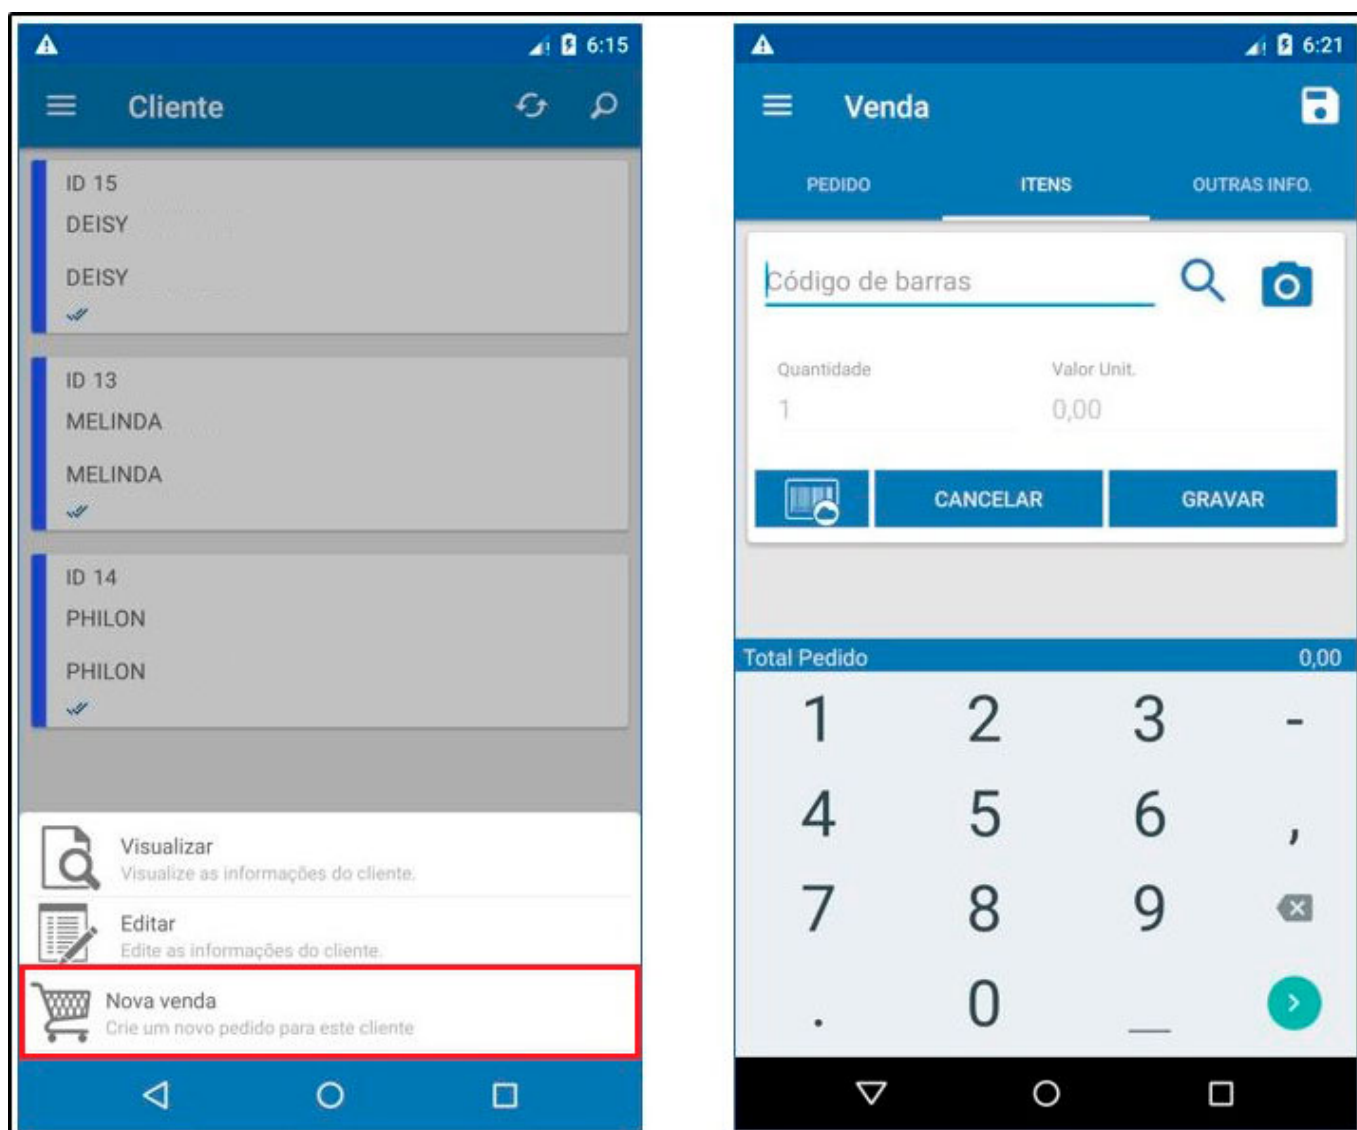 6:15
Cliente
ID 15
DEISY
DEISY
ID 13
MELINDA
MELINDA
ID 14
PHILON
PHILON
Visualizar
Visualize as informações do cliente.
Editar
Edite as informações do cliente.
Nova venda
Crie um novo pedido para este cliente
6:21
Venda
PEDIDO ITENS OUTRAS INFO.
Código de barras
Quantidade Valor Unit.
1 0,00
CANCELAR GRAVAR
Total Pedido 0,00
1 2 3 -
4 5 6 ,
7 8 9
. 0 _